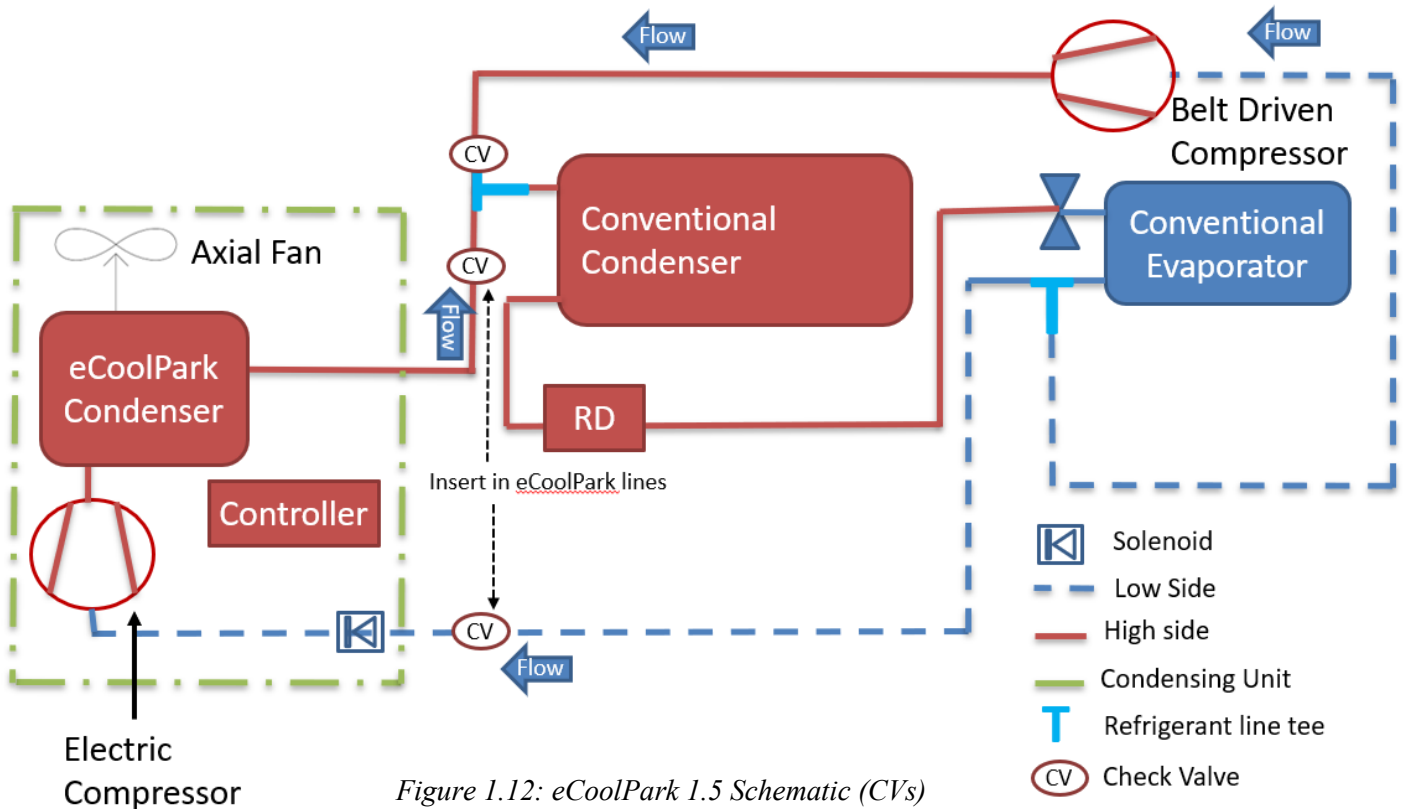 Flow
Flow
Belt Driven
Compressor
CV
Axial Fan
Conventional
Condenser
Conventional
Evaporator
CV
Flow
eCoolPark
Condenser
RD
Insert in eCoolPark lines
Controller
Solenoid
Low Side
CV
High side
Flow
Condensing Unit
Refrigerant line tee
Electric
Compressor
CV
Check Valve
Figure 1.12: eCoolPark 1.5 Schematic (CVs)